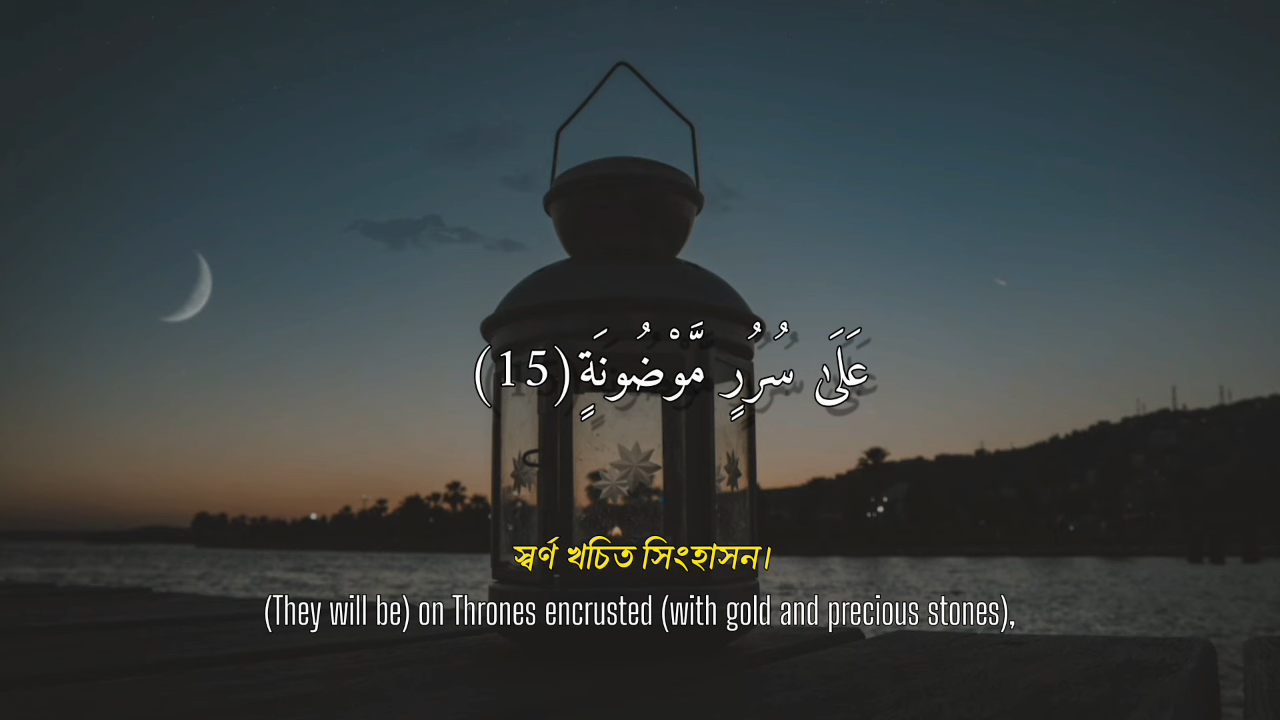 عَلَىٰ سُرُرٍ مَّوْضُونَةٍ (15)
স্বর্ণ খচিত সিংহাসন।
(They will be) on Thrones encrusted (with gold and precious stones),